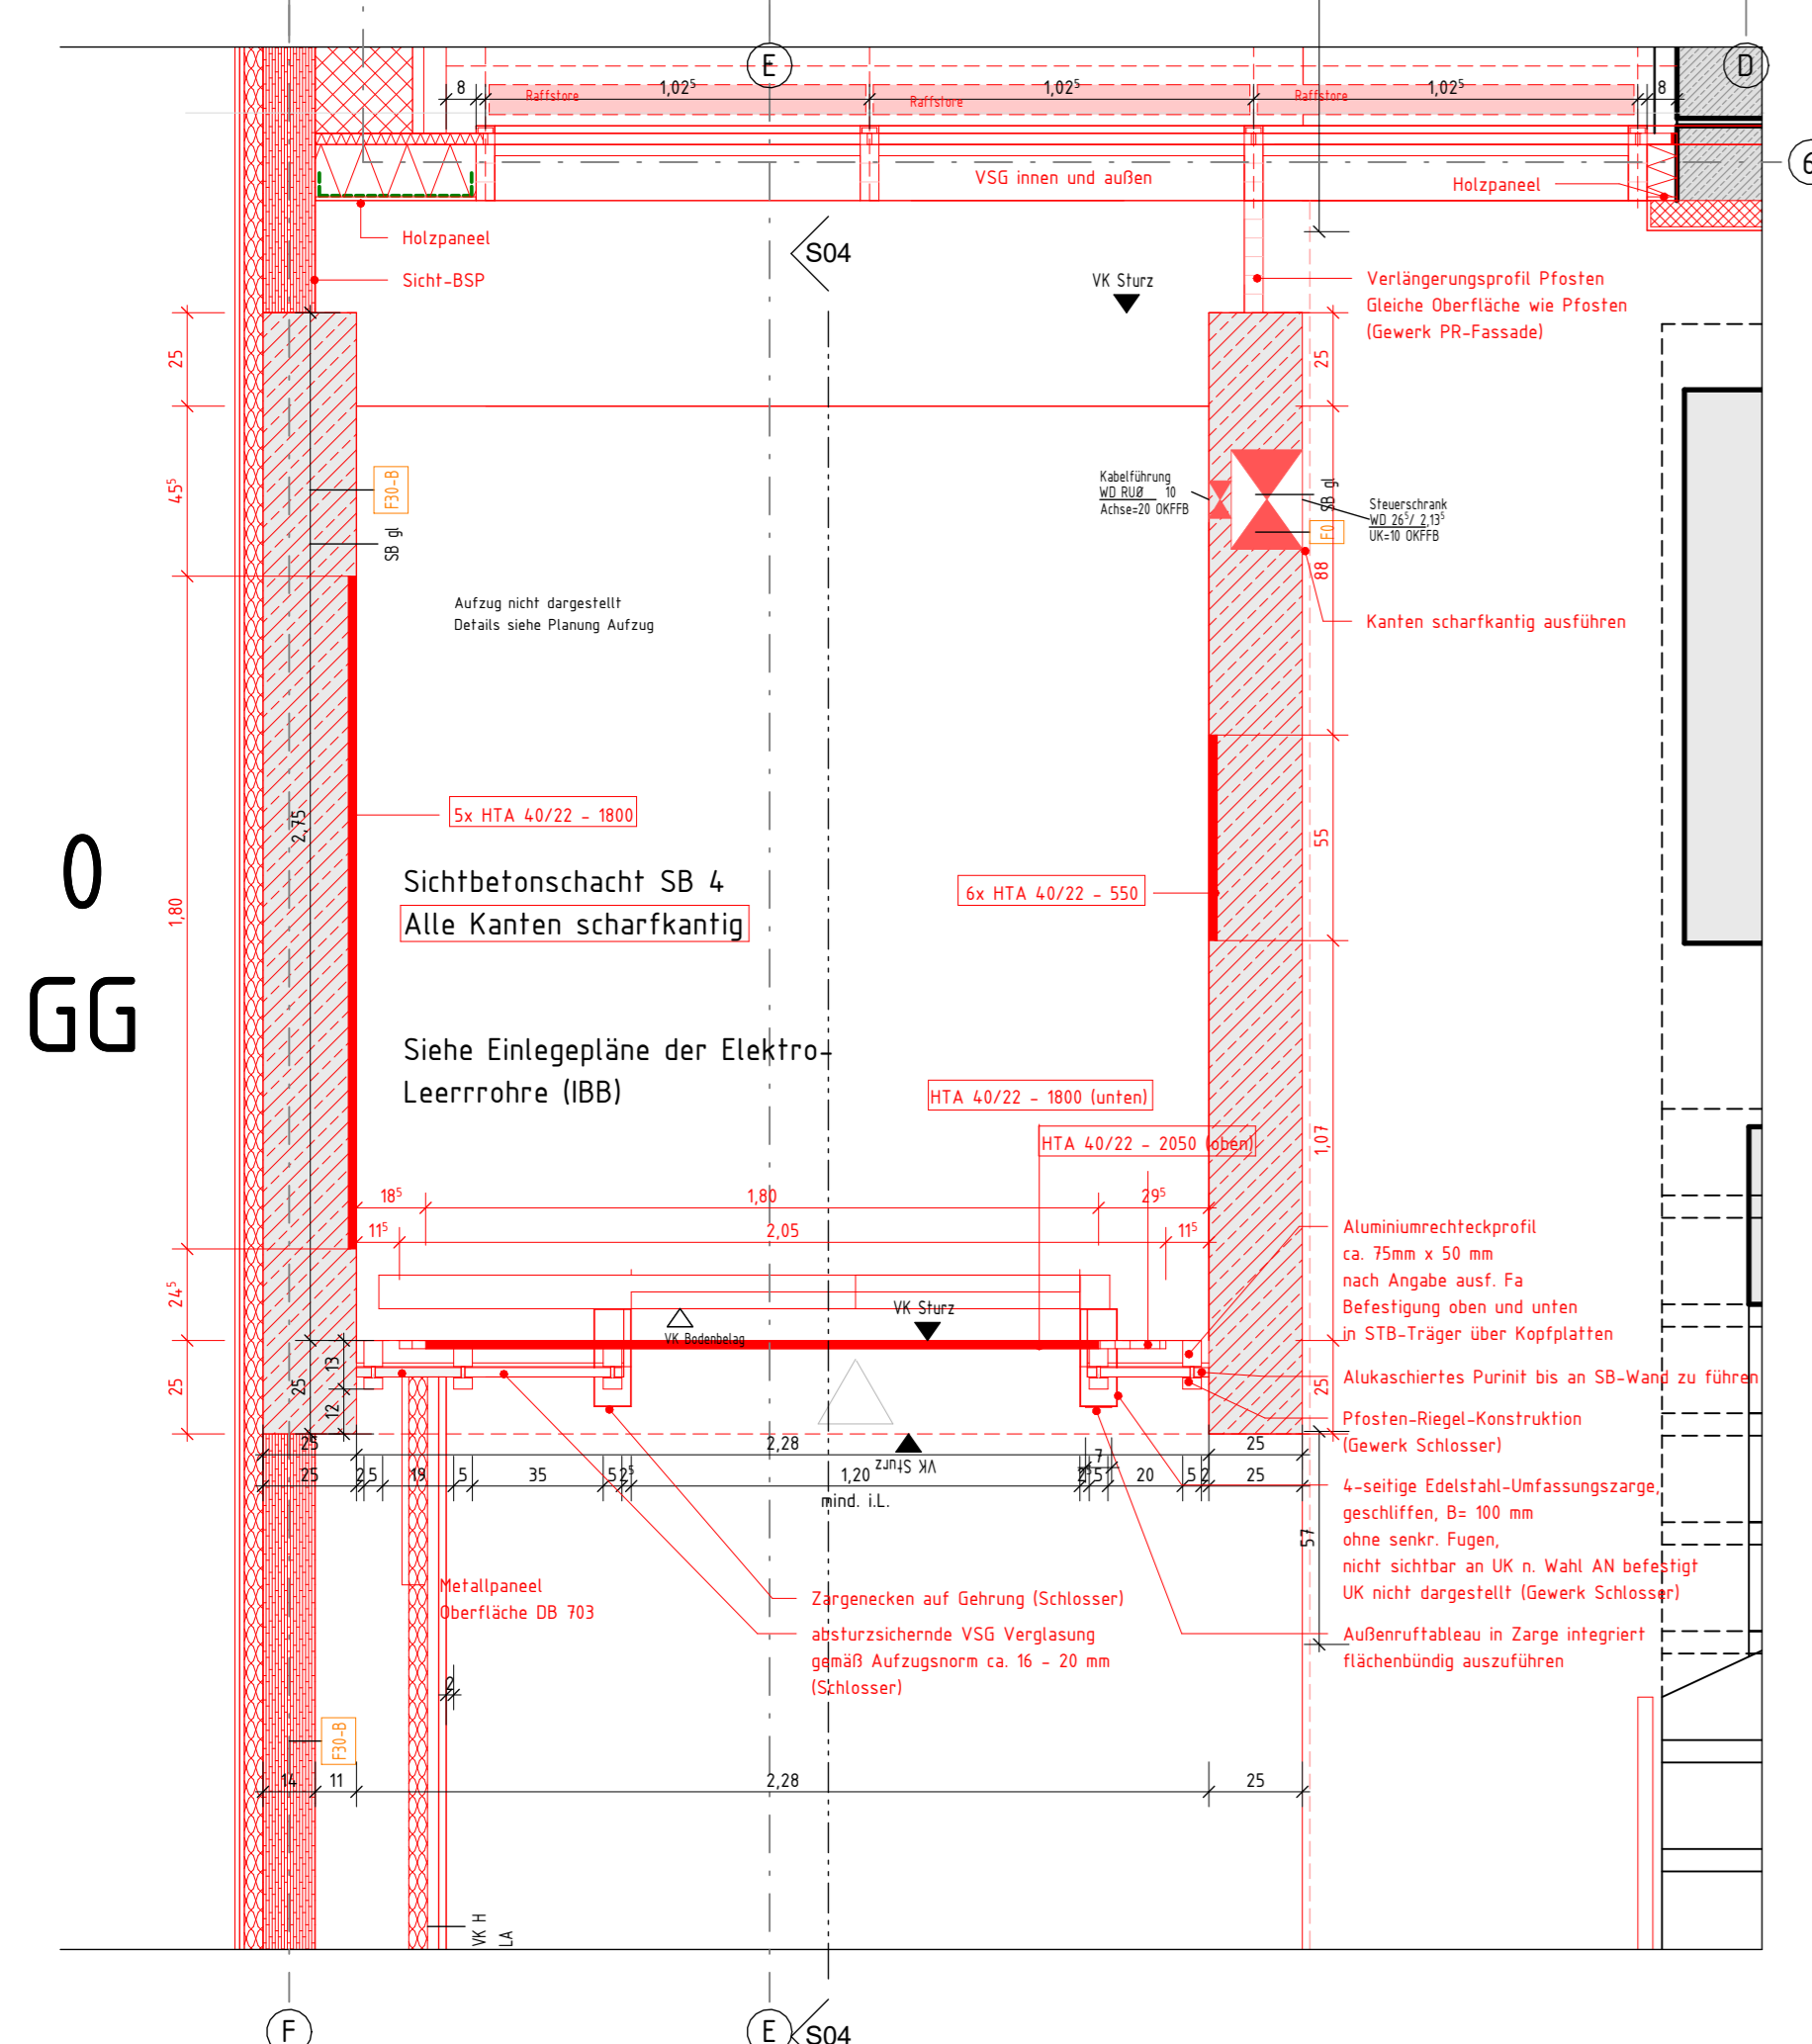 E
D
8
1,02⁵
1,02⁵
1,02⁵
8
Raffstore
Raffstore
Raffstore
6
VSG innen und außen
Holzpaneel
Holzpaneel
S04
Sicht-BSP
VK Sturz
Verlängerungsprofil Pfosten
Gleiche Oberfläche wie Pfosten
(Gewerk PR-Fassade)
25
25
45⁵
F30-B
SB gl
Kabelführung
WD RUØ 10
Achse=20 OKFFB
SB gl
F0
Steuerschrank
WD 26⁵/ 2,13⁵
UK=10 OKFFB
88
Kanten scharfkantig ausführen
Aufzug nicht dargestellt
Details siehe Planung Aufzug
5x HTA 40/22 - 1800
2,75
55
0
GG
1,80
Sichtbetonschacht SB 4
Alle Kanten scharfkantig
6x HTA 40/22 - 550
Siehe Einlegepläne der Elektro-
Leerrrohre (IBB)
HTA 40/22 - 1800 (unten)
HTA 40/22 - 2050 (oben)
1,07
18⁵
1,80
29⁵
11⁵
2,05
11⁵
24⁵
Aluminiumrechteckprofil
ca. 75mm x 50 mm
nach Angabe ausf. Fa
Befestigung oben und unten
in STB-Träger über Kopfplatten
VK Sturz
VK Bodenbelag
25
25
13
12
25
Alukaschiertes Purinit bis an SB-Wand zu führen
Pfosten-Riegel-Konstruktion
(Gewerk Schlosser)
25
2,28
25
VK Sturz
7
25
2
5
19
5
35
5
2⁵
1,20
2⁵
5
20
5
2
25
mind. i.L.
4-seitige Edelstahl-Umfassungszarge,
geschliffen, B= 100 mm
ohne senkr. Fugen,
nicht sichtbar an UK n. Wahl AN befestigt
UK nicht dargestellt (Gewerk Schlosser)
57
Metallpaneel
Oberfläche DB 703
Zargenecken auf Gehrung (Schlosser)
absturzsichernde VSG Verglasung
gemäß Aufzugsnorm ca. 16 - 20 mm
(Schlosser)
Außenruftableau in Zarge integriert
flächenbündig auszuführen
2
F30-B
14
11
2,28
25
VK H
LA
F
E
S04